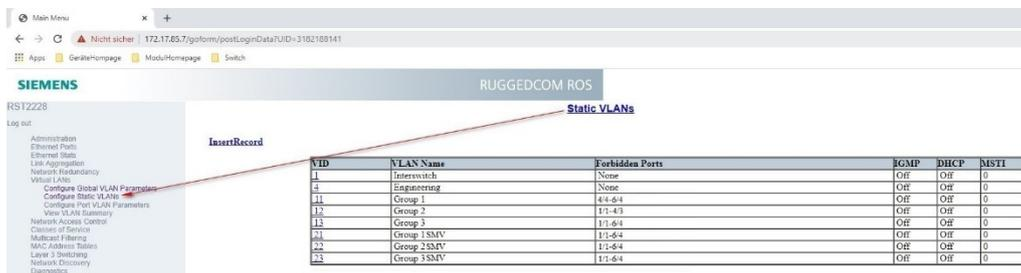 Main Menu
Nicht sicher | 172.17.85.7/goform/postLoginData?UID=3182188141
Apps GeräteHompage ModulHomepage Switch
SIEMENS
RUGGEDCOM ROS
RST2228
Static VLANs
Log out
InsertRecord
Administration
Ethernet Ports
Ethernet Stats
Link Aggregation
Network Redundancy
Virtual LANs
Configure Global VLAN Parameters
Configure Static VLANs
Configure Port VLAN Parameters
View VLAN Summary
Network Access Control
Classes of Service
Multicast Filtering
MAC Address Tables
Layer 3 Switching
Network Discovery
Diagnostics
VID VLAN Name Forbidden Ports IGMP DHCP MSTI
1 Interswitch None Off Off 0
4 Engineering None Off Off 0
11 Group 1 4/4-6/4 Off Off 0
12 Group 2 1/1-4/3 Off Off 0
13 Group 3 1/1-6/4 Off Off 0
21 Group 1SMV 1/1-6/4 Off Off 0
22 Group 2SMV 1/1-6/4 Off Off 0
23 Group 3SMV 1/1-6/4 Off Off 0